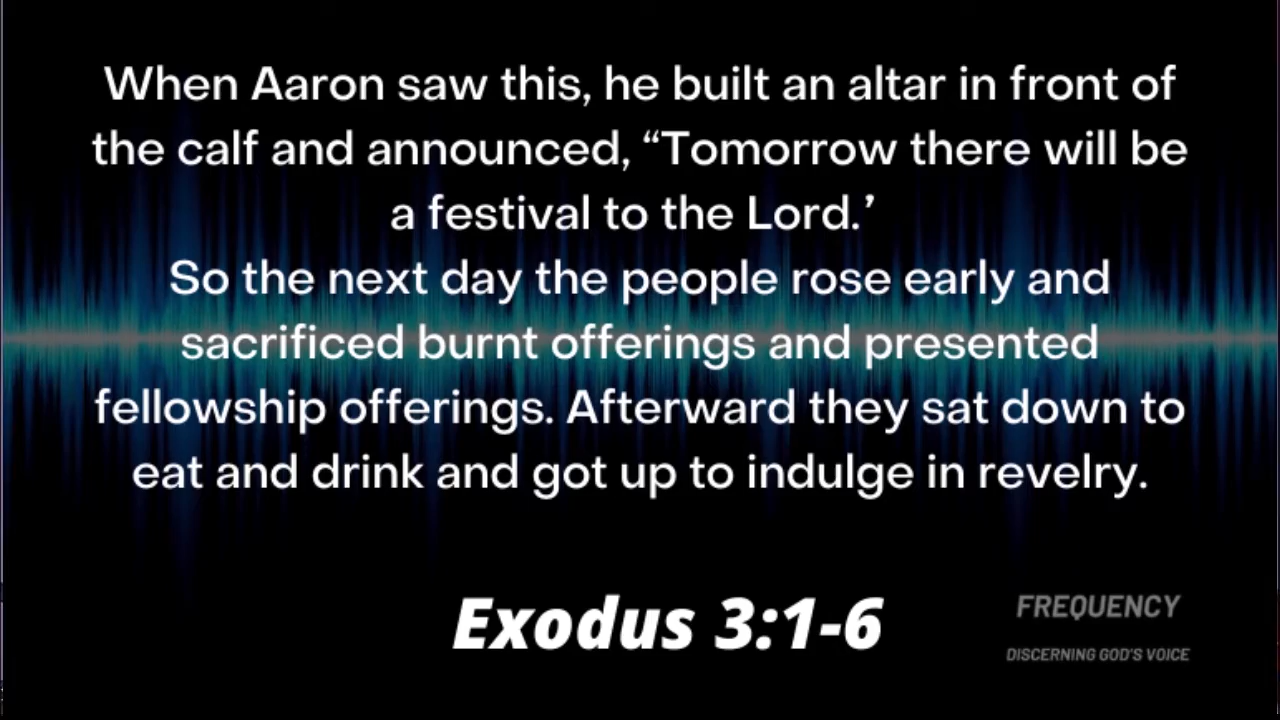 When Aaron saw this, he built an altar in front of
the calf and announced, “Tomorrow there will be
a festival to the Lord.’
So the next day the people rose early and
sacrificed burnt offerings and presented
fellowship offerings. Afterward they sat down to
eat and drink and got up to indulge in revelry.
Exodus 3:1-6
FREQUENCY
DISCERNING GOD'S VOICE